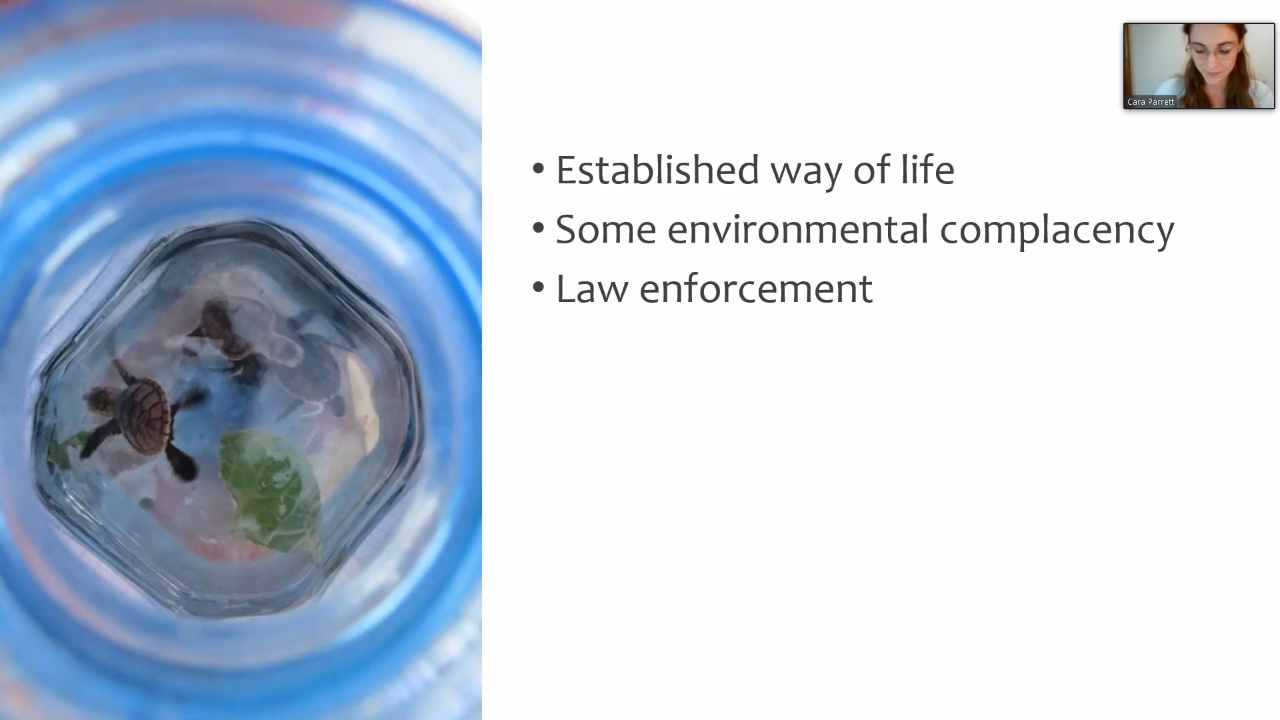 Cara Parrett
• Established way of life
• Some environmental complacency
• Law enforcement